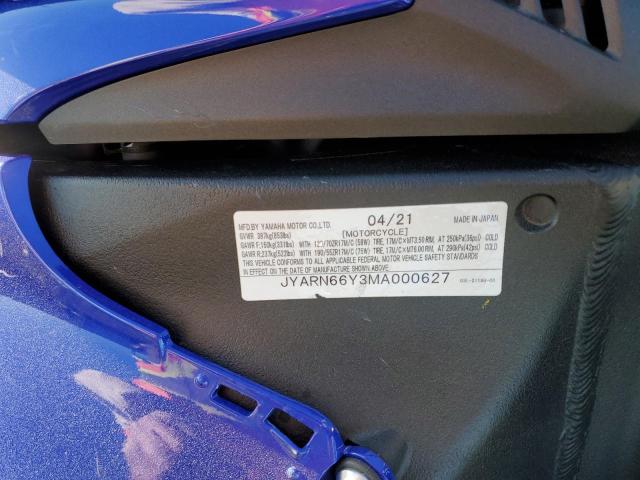 MFD.BY YAMAHA MOTOR CO.,LTD. 04/21 MADE IN JAPAN
GVWR 387kg(853lbs) [MOTORCYCLE]
GAWR F:150kg(331lbs) WITH 120/70ZR17M/C (58W) TIRE, 17M/C×MT3.50 RIM, AT 250kPa(36psi) COLD
GAWR R:237kg(522lbs) WITH 190/55ZR17M/C (75W) TIRE, 17M/C×MT6.00 RIM, AT 290kPa(42psi) COLD
THIS VEHICLE CONFORMS TO ALL APPLICABLE FEDERAL MOTOR VEHICLE SAFETY STANDARDS
IN EFFECT ON THE DATE OF MANUFACTURE SHOWN ABOVE.
JYARN66Y3MA000627